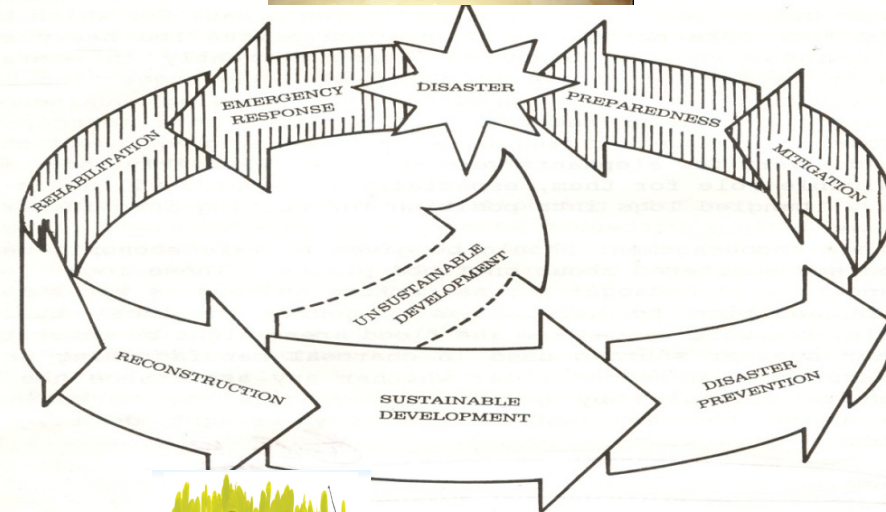 DISASTER
EMERGENCY
RESPONSE
PREPAREDNESS
REHABILITATION
MITIGATION
UNSUSTAINABLE
DEVELOPMENT
RECONSTRUCTION
SUSTAINABLE
DEVELOPMENT
DISASTER
PREVENTION